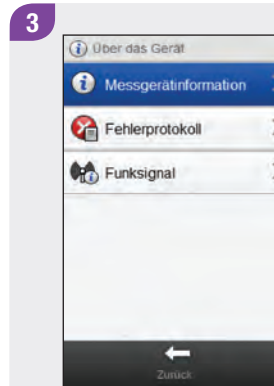 3
Über das Gerät
Messgerätinformation
Fehlerprotokoll
Funksignal
Zurück